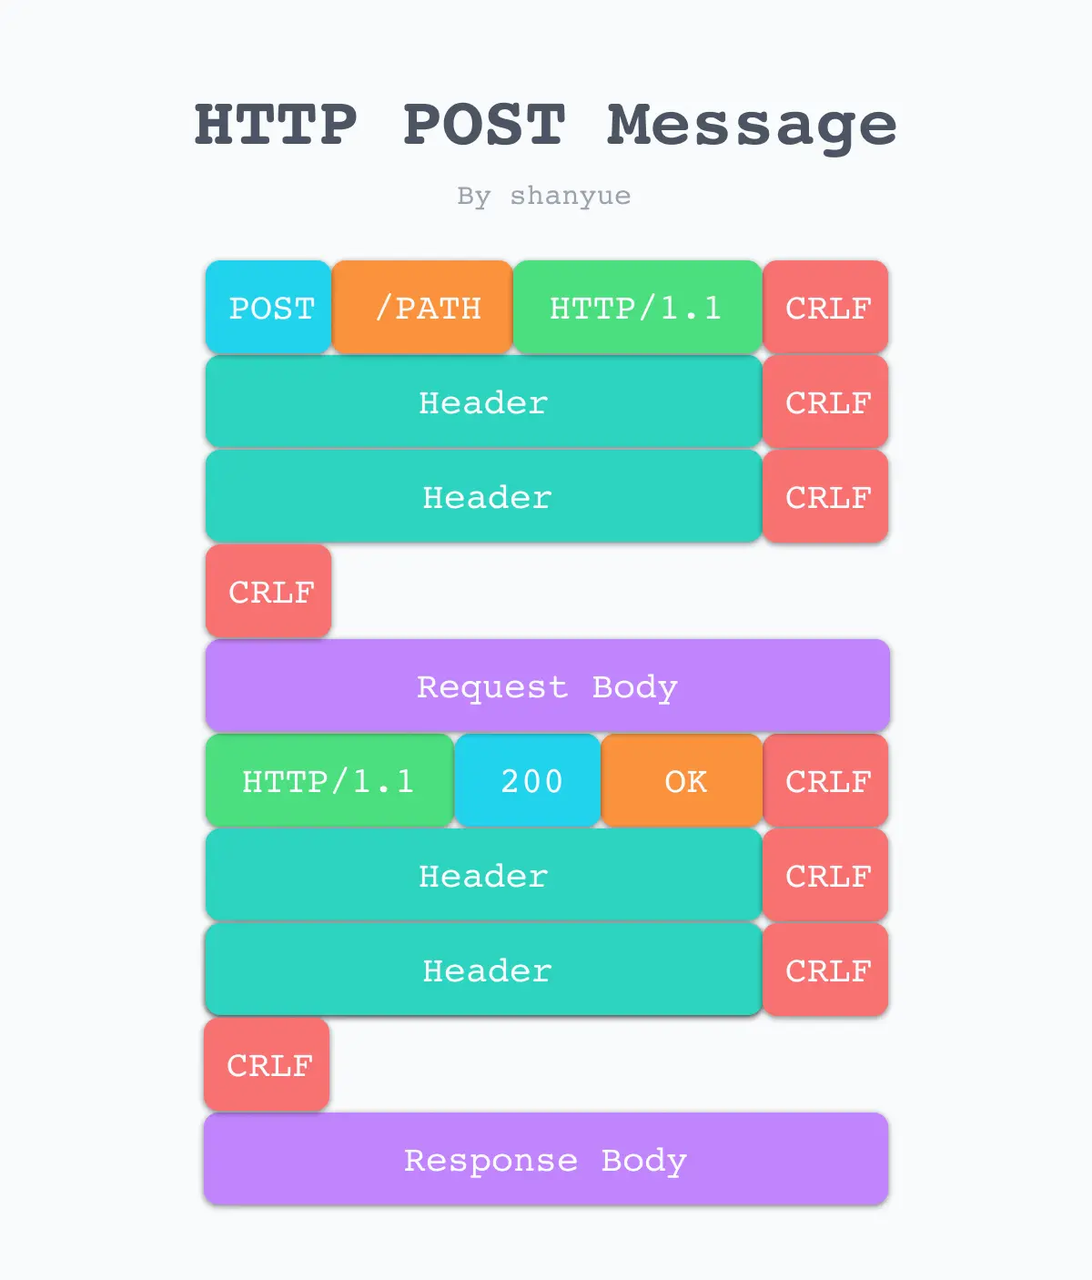 HTTP POST Message
By shanyue
POST /PATH HTTP/1.1 CRLF
Header CRLF
Header CRLF
CRLF
Request Body
HTTP/1.1 200 OK CRLF
Header CRLF
Header CRLF
CRLF
Response Body